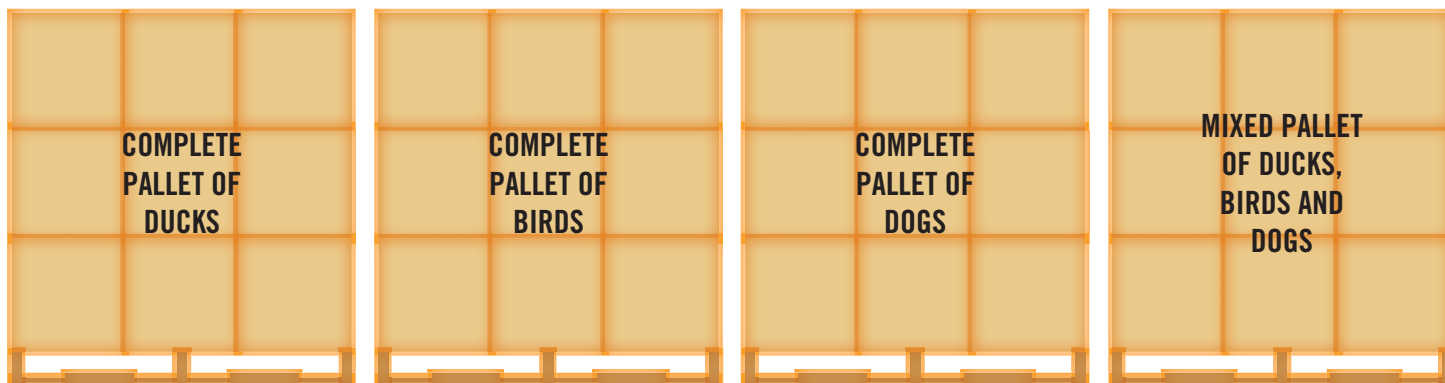 COMPLETE
PALLET OF
DUCKS
COMPLETE
PALLET OF
BIRDS
COMPLETE
PALLET OF
DOGS
MIXED PALLET
OF DUCKS,
BIRDS AND
DOGS